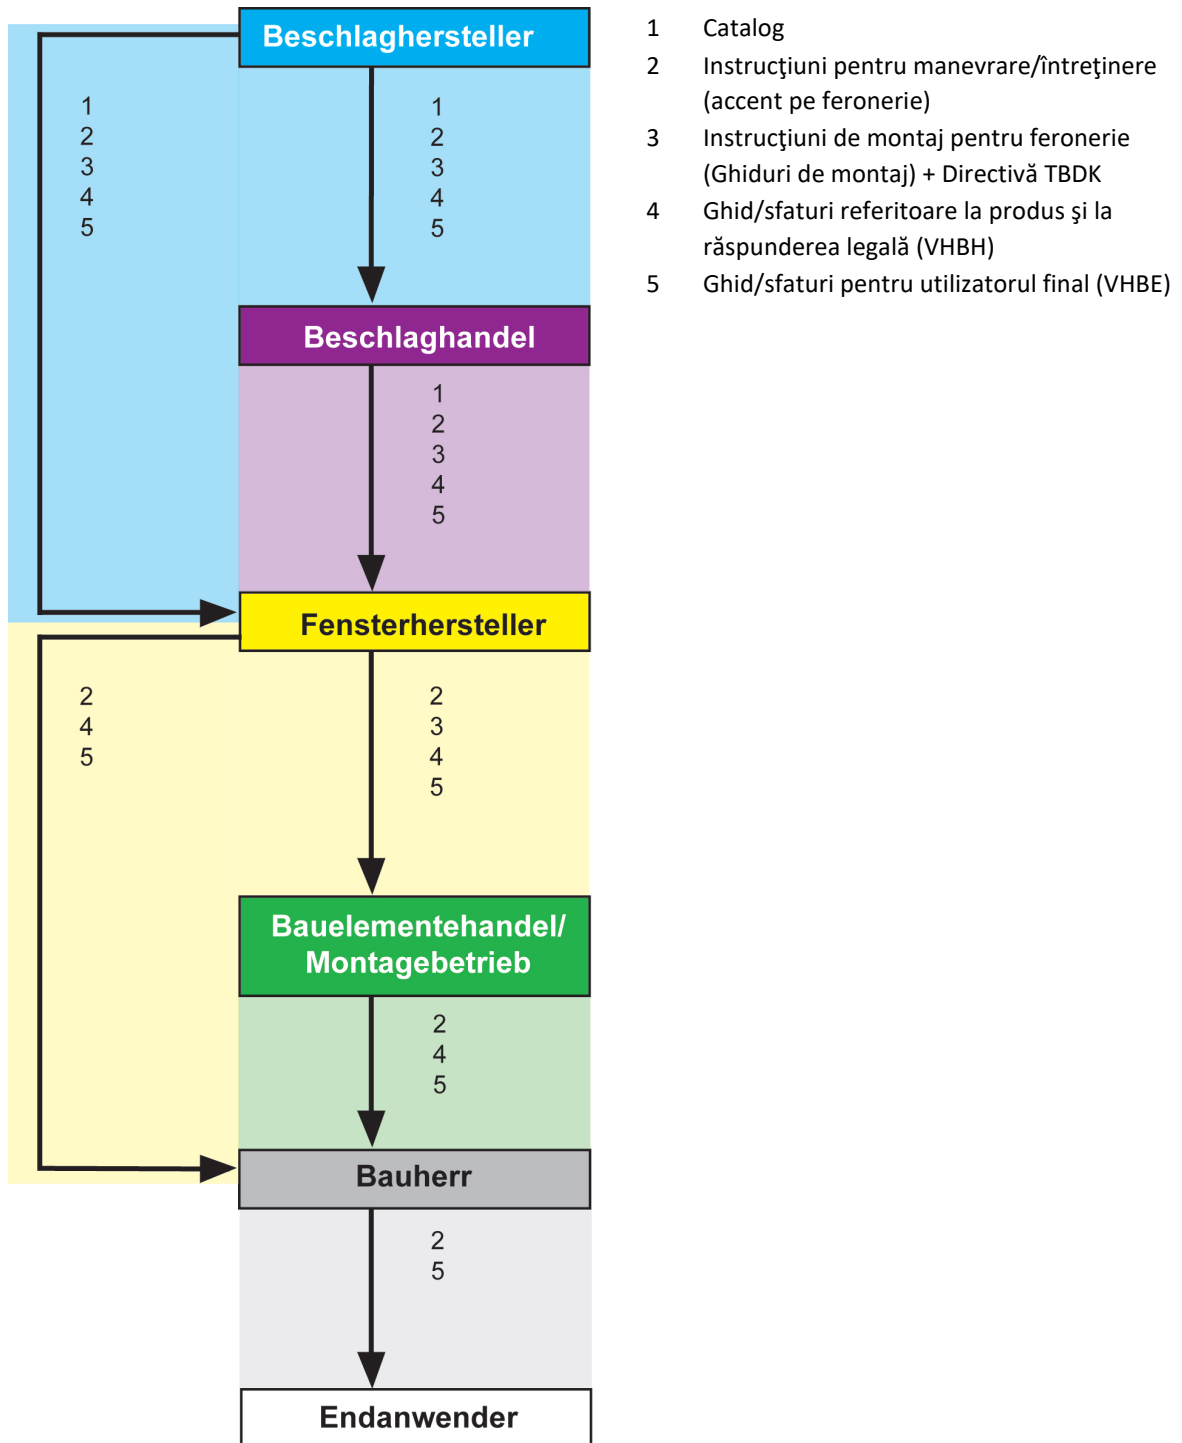 Beschlaghersteller
1
2
3
4
5
1
2
3
4
5
Beschlaghandel
1
2
3
4
5
Fensterhersteller
2
4
5
2
3
4
5
Bauelementehandel/
Montagebetrieb
2
4
5
Bauherr
2
5
Endanwender
1 Catalog
2 Instrucţiuni pentru manevrare/întreţinere
(accent pe feronerie)
3 Instrucţiuni de montaj pentru feronerie
(Ghiduri de montaj) + Directivă TBDK
4 Ghid/sfaturi referitoare la produs şi la
răspunderea legală (VHBH)
5 Ghid/sfaturi pentru utilizatorul final (VHBE)